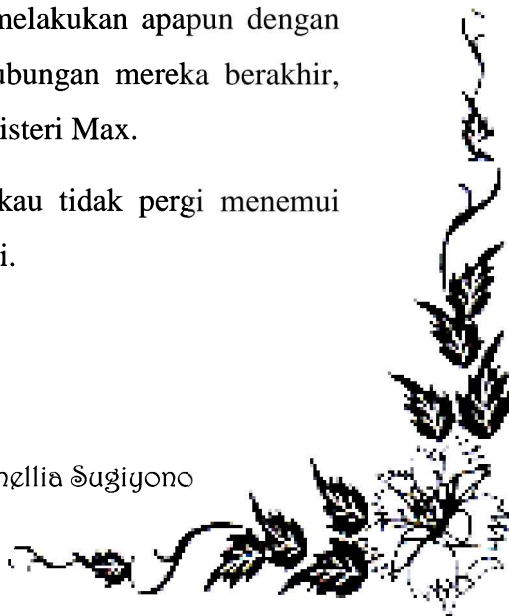 melakukan apapun dengan
ubungan mereka berakhir,
isteri Max.
kau tidak pergi menemui
i.
nellia Sugiyono